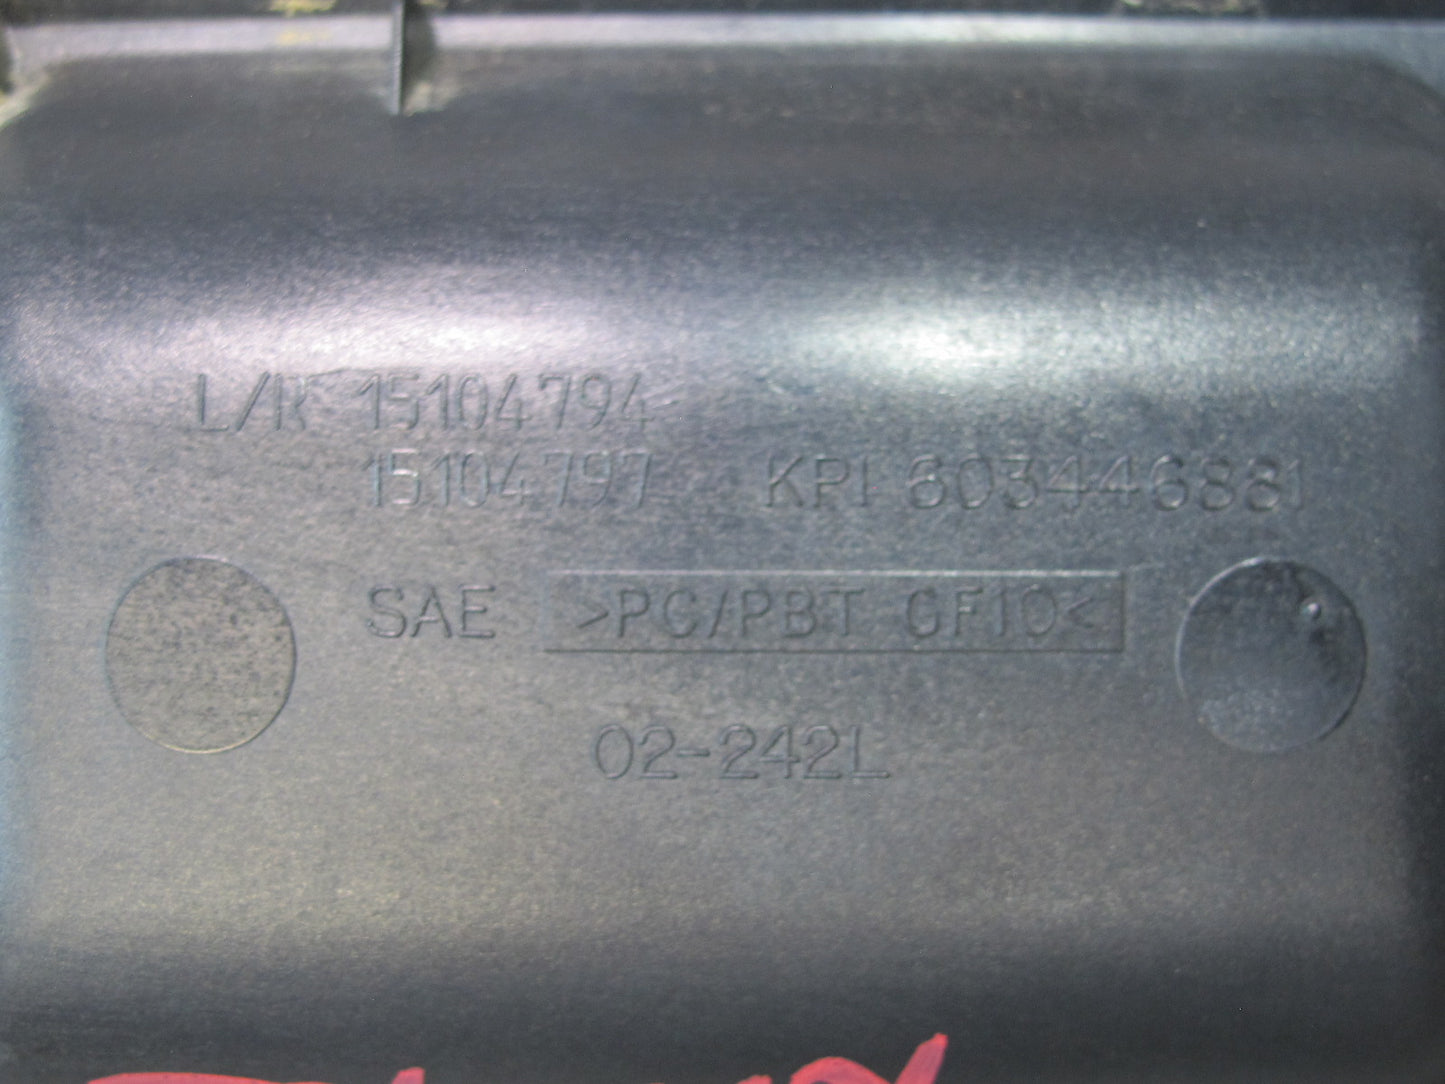 L/R 15104794
15104797 KPI 603446881
SAE >PC/PBT GF10<
02-242L